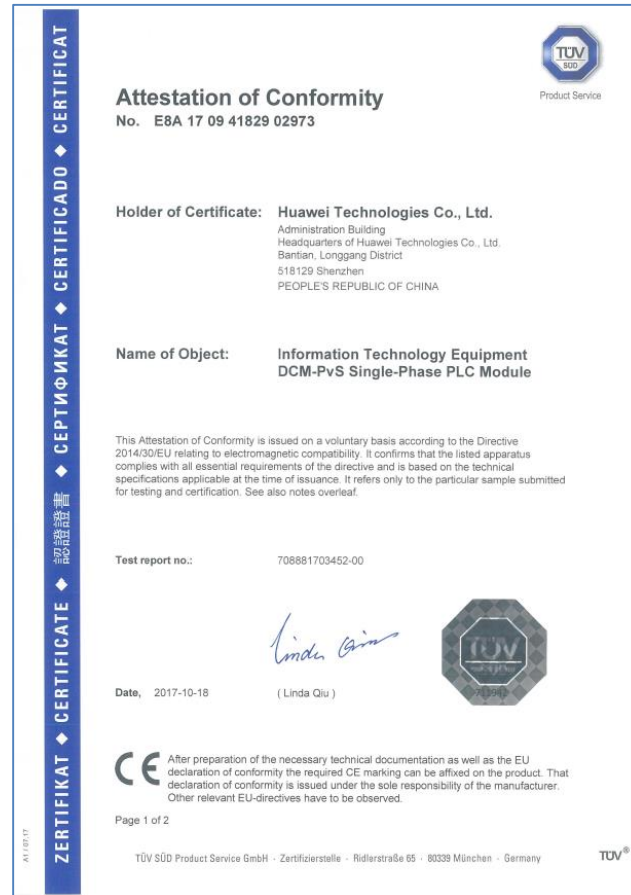 ZERTIFIKAT ◆ CERTIFICATE ◆ 認證證書 ◆ СЕРТИФИКАТ ◆ CERTIFICADO ◆ CERTIFICAT
TÜV
SÜD
Product Service
Attestation of Conformity
No. E8A 17 09 41829 02973
Holder of Certificate: Huawei Technologies Co., Ltd.
Administration Building
Headquarters of Huawei Technologies Co., Ltd.
Bantian, Longgang District
518129 Shenzhen
PEOPLE'S REPUBLIC OF CHINA
Name of Object: Information Technology Equipment
DCM-PvS Single-Phase PLC Module
This Attestation of Conformity is issued on a voluntary basis according to the Directive
2014/30/EU relating to electromagnetic compatibility. It confirms that the listed apparatus
complies with all essential requirements of the directive and is based on the technical
specifications applicable at the time of issuance. It refers only to the particular sample submitted
for testing and certification. See also notes overleaf.
Test report no.: 708881703452-00
TÜV
Date, 2017-10-18 ( Linda Qiu )
CE
After preparation of the necessary technical documentation as well as the EU
declaration of conformity the required CE marking can be affixed on the product. That
declaration of conformity is issued under the sole responsibility of the manufacturer.
Other relevant EU-directives have to be observed.
Page 1 of 2
A1 / 07.17
TÜV SÜD Product Service GmbH · Zertifizierstelle · Ridlerstraße 65 · 80339 München · Germany
TÜV®